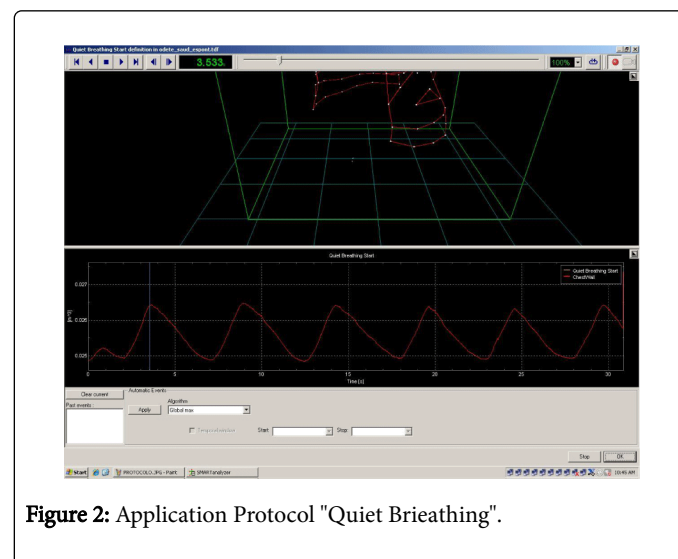 Quiet Breathing Start definition in odete_saud_espont.tdf
3.533 100%
Quiet Breathing Start
Quiet Breathing Start
ChestWall
0.027
0.026
0.025
[m^3]
0 5 10 15 20 25 30
Time [s]
Clear current
Automatic Events
Past events :
Apply
Algorithm
Global max
Start
Stop
Stop OK
Start PROTOCOLO.JPG - Paint SMARTanalyzer 10:45 AM
Figure 2: Application Protocol "Quiet Brieathing".